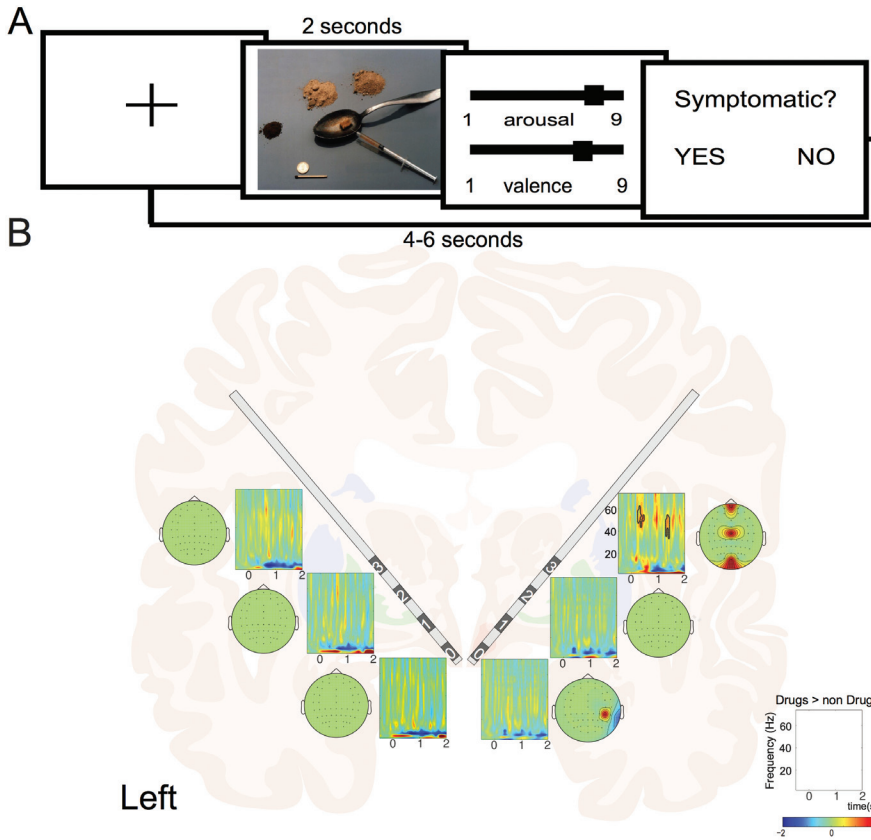 A
2 seconds
1 arousal 9
1 valence 9
Symptomatic?
YES NO
4-6 seconds
B
3
2
1
0
3
2
1
0
0 1 2
0 1 2
0 1 2
60
40
20
0 1 2
0 1 2
0 1 2
Left
Drugs > non Drug
Frequency (Hz)
60
40
20
0 1 2
time(s
-2 0 2